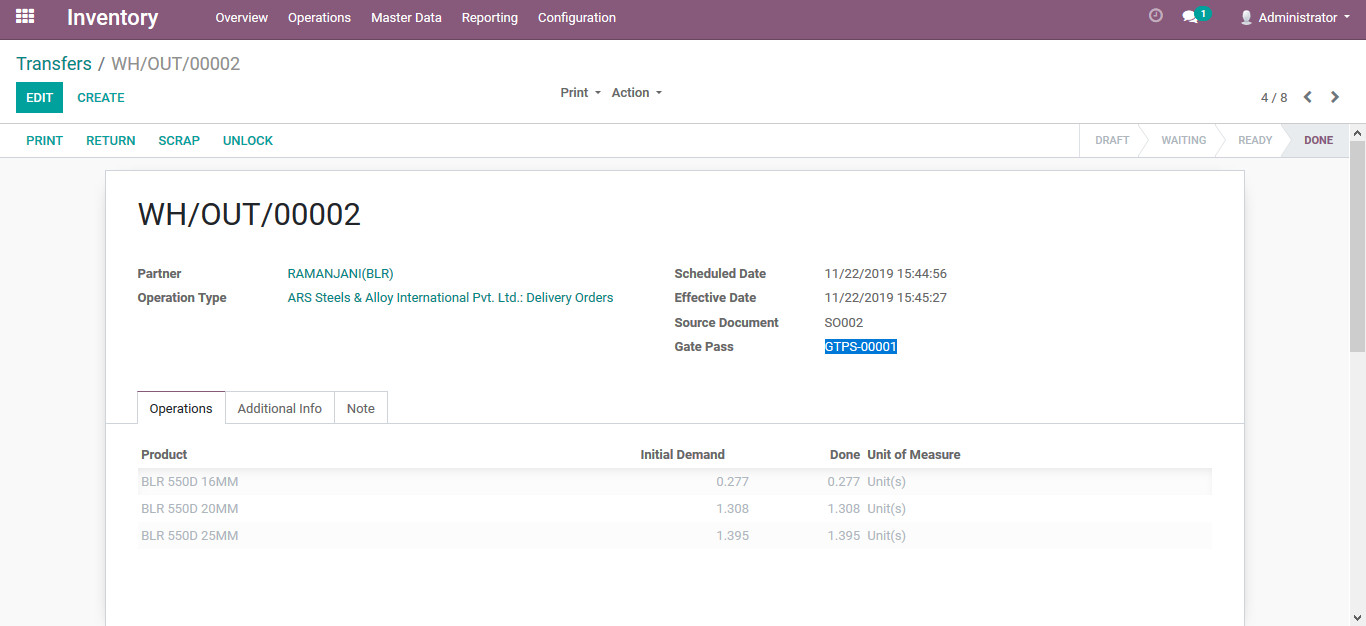 Inventory Overview Operations Master Data Reporting Configuration 1 Administrator
Transfers / WH/OUT/00002
EDIT CREATE Print Action 4 / 8
PRINT RETURN SCRAP UNLOCK DRAFT WAITING READY DONE
WH/OUT/00002
Partner RAMANJANI(BLR) Scheduled Date 11/22/2019 15:44:56
Operation Type ARS Steels & Alloy International Pvt. Ltd.: Delivery Orders Effective Date 11/22/2019 15:45:27
Source Document SO002
Gate Pass GTPS-00001
Operations Additional Info Note
Product Initial Demand Done Unit of Measure
BLR 550D 16MM 0.277 0.277 Unit(s)
BLR 550D 20MM 1.308 1.308 Unit(s)
BLR 550D 25MM 1.395 1.395 Unit(s)